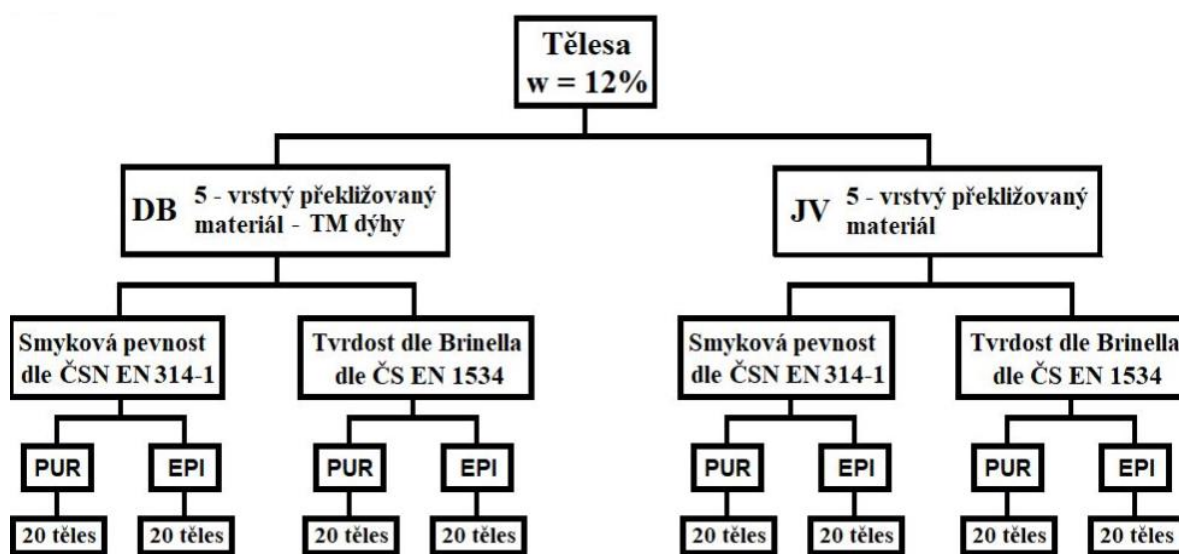 Tělesa
w = 12%
DB 5 - vrstvý překližovaný
materiál - TM dýhy
JV 5 - vrstvý překližovaný
materiál
Smyková pevnost
dle ČSN EN 314-1
Tvrdost dle Brinella
dle ČS EN 1534
Smyková pevnost
dle ČSN EN 314-1
Tvrdost dle Brinella
dle ČS EN 1534
PUR
EPI
PUR
EPI
PUR
EPI
PUR
EPI
20 těles
20 těles
20 těles
20 těles
20 těles
20 těles
20 těles
20 těles